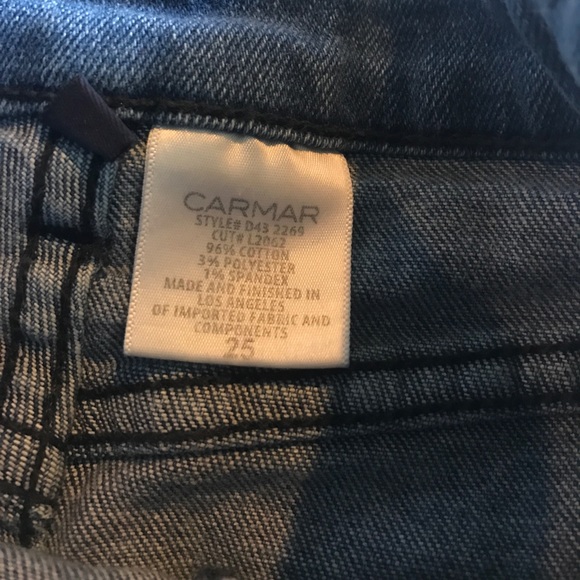 CARMAR
STYLE# D43 2269
CUT# L2062
96% COTTON
3% POLYESTER
1% SPANDEX
MADE AND FINISHED IN
LOS ANGELES
OF IMPORTED FABRIC AND
COMPONENTS
25